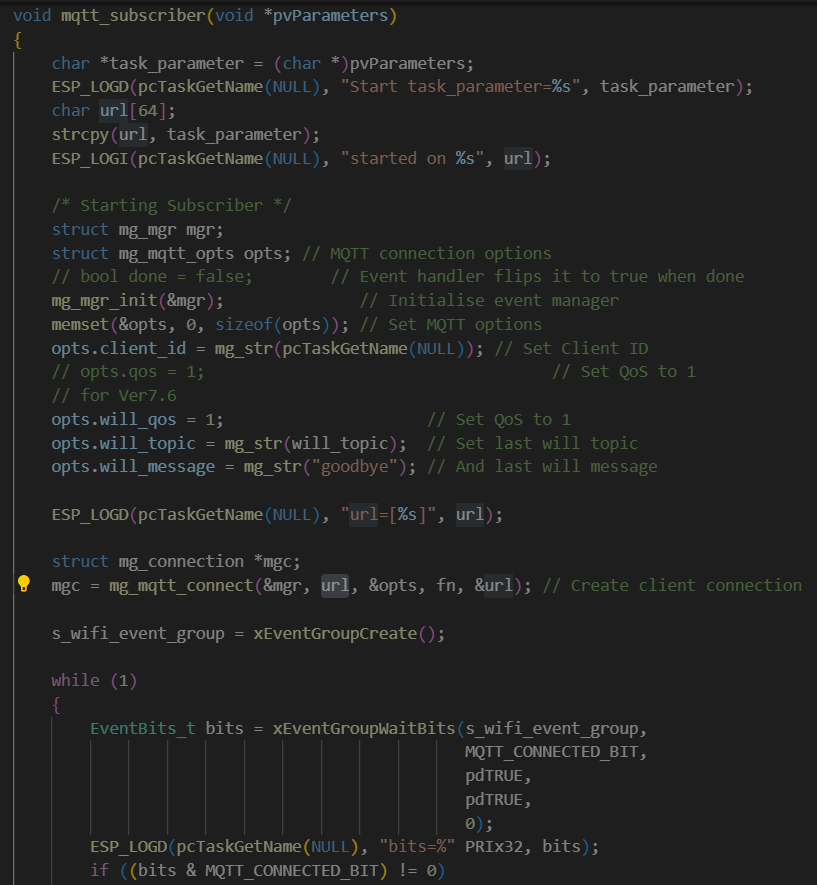 void mqtt_subscriber(void *pvParameters)
{
char *task_parameter = (char *)pvParameters;
ESP_LOGD(pcTaskGetName(NULL), "Start task_parameter=%s", task_parameter);
char url[64];
strcpy(url, task_parameter);
ESP_LOGI(pcTaskGetName(NULL), "started on %s", url);
/* Starting Subscriber */
struct mg_mgr mgr;
struct mg_mqtt_opts opts; // MQTT connection options
// bool done = false;        // Event handler flips it to true when done
mg_mgr_init(&mgr);              // Initialise event manager
memset(&opts, 0, sizeof(opts)); // Set MQTT options
opts.client_id = mg_str(pcTaskGetName(NULL)); // Set Client ID
// opts.qos = 1;                                    // Set QoS to 1
// for Ver7.6
opts.will_qos = 1;                     // Set QoS to 1
opts.will_topic = mg_str(will_topic);  // Set last will topic
opts.will_message = mg_str("goodbye"); // And last will message
ESP_LOGD(pcTaskGetName(NULL), "url=[%s]", url);
struct mg_connection *mgc;
mgc = mg_mqtt_connect(&mgr, url, &opts, fn, &url); // Create client connection
s_wifi_event_group = xEventGroupCreate();
while (1)
{
EventBits_t bits = xEventGroupWaitBits(s_wifi_event_group,
MQTT_CONNECTED_BIT,
pdTRUE,
pdTRUE,
0);
ESP_LOGD(pcTaskGetName(NULL), "bits=%" PRIx32, bits);
if ((bits & MQTT_CONNECTED_BIT) != 0)